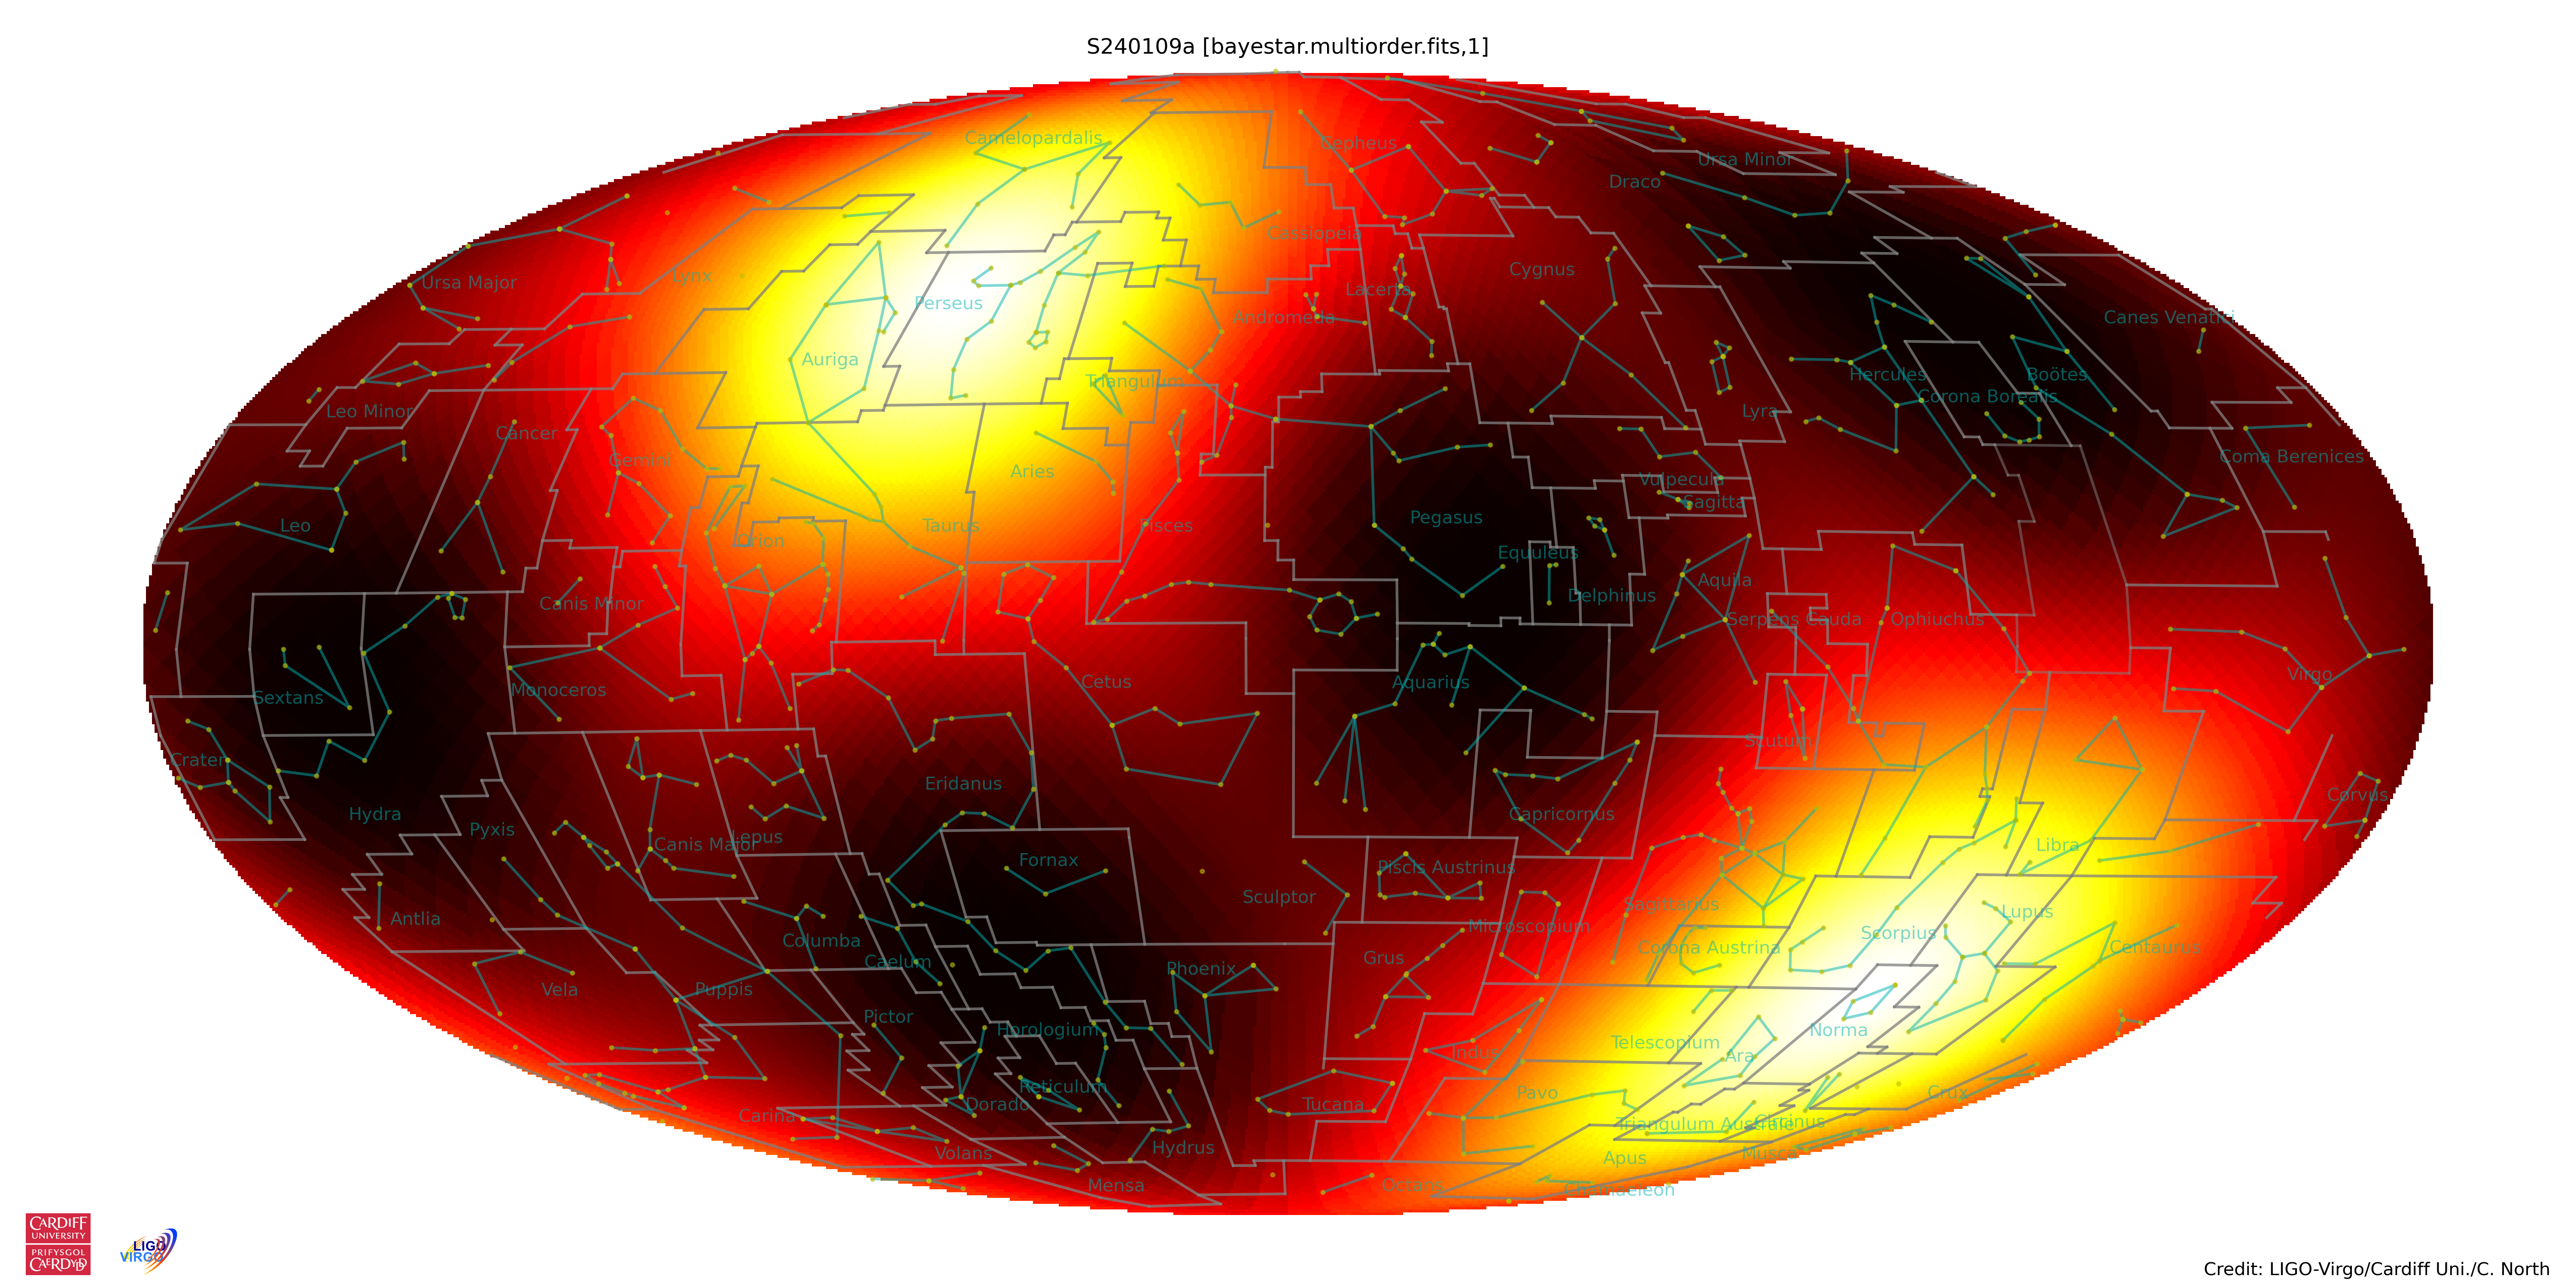 S240109a [bayestar.multiorder.fits,1]
Camelopardalis
Cepheus
Ursa Minor
Draco
Cassiopeia
Cygnus
Lynx
Ursa Major
Lacerta
Perseus
Andromeda
Canes Venatici
Auriga
Hercules
Boötes
Triangulum
Corona Borealis
Leo Minor
Lyra
Cancer
Coma Berenices
Gemini
Aries
Vulpecula
Sagitta
Pegasus
Leo
Taurus
Pisces
Orion
Equuleus
Aquila
Delphinus
Canis Minor
Serpens Cauda
Ophiuchus
Virgo
Cetus
Aquarius
Monoceros
Sextans
Scutum
Crater
Eridanus
Corvus
Hydra
Capricornus
Pyxis
Lepus
Canis Major
Libra
Fornax
Piscis Austrinus
Sculptor
Sagittarius
Lupus
Antlia
Microscopium
Scorpius
Columba
Corona Austrina
Centaurus
Grus
Caelum
Phoenix
Vela
Puppis
Pictor
Horologium
Norma
Telescopium
Indus
Ara
Reticulum
Pavo
Crux
Dorado
Tucana
Carina
Triangulum Australe
Circinus
Hydrus
Volans
Musca
Apus
Mensa
Octans
Chamaeleon
CARDIFF
UNIVERSITY
PRIFYSGOL
CAERDYDD
LIGO
VIRGO
Credit: LIGO-Virgo/Cardiff Uni./C. North